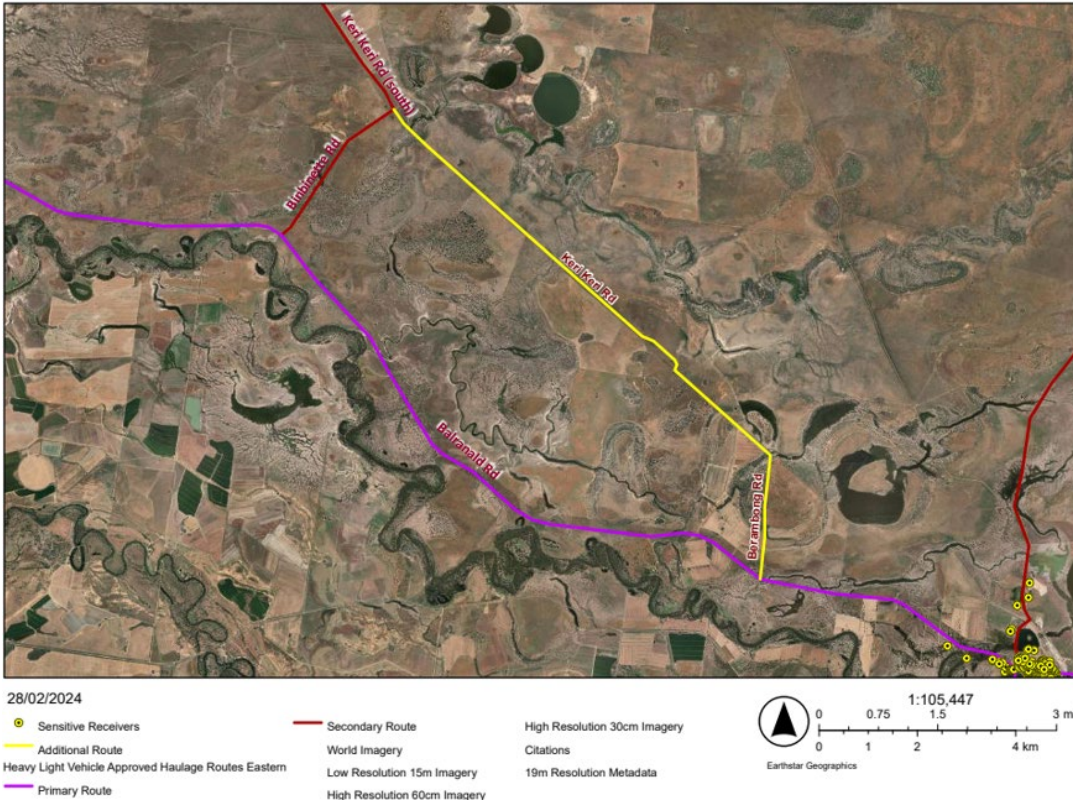 Keri Keri Rd (south)
Binbinette Rd
Keri Keri Rd
Balranald Rd
Berambong Rd
28/02/2024
Sensitive Receivers
Additional Route
Heavy Light Vehicle Approved Haulage Routes Eastern
Primary Route
Secondary Route
World Imagery
Low Resolution 15m Imagery
High Resolution 60cm Imagery
High Resolution 30cm Imagery
Citations
19m Resolution Metadata
1:105,447
0 0.75 1.5 3 m
0 1 2 4 km
Earthstar Geographics